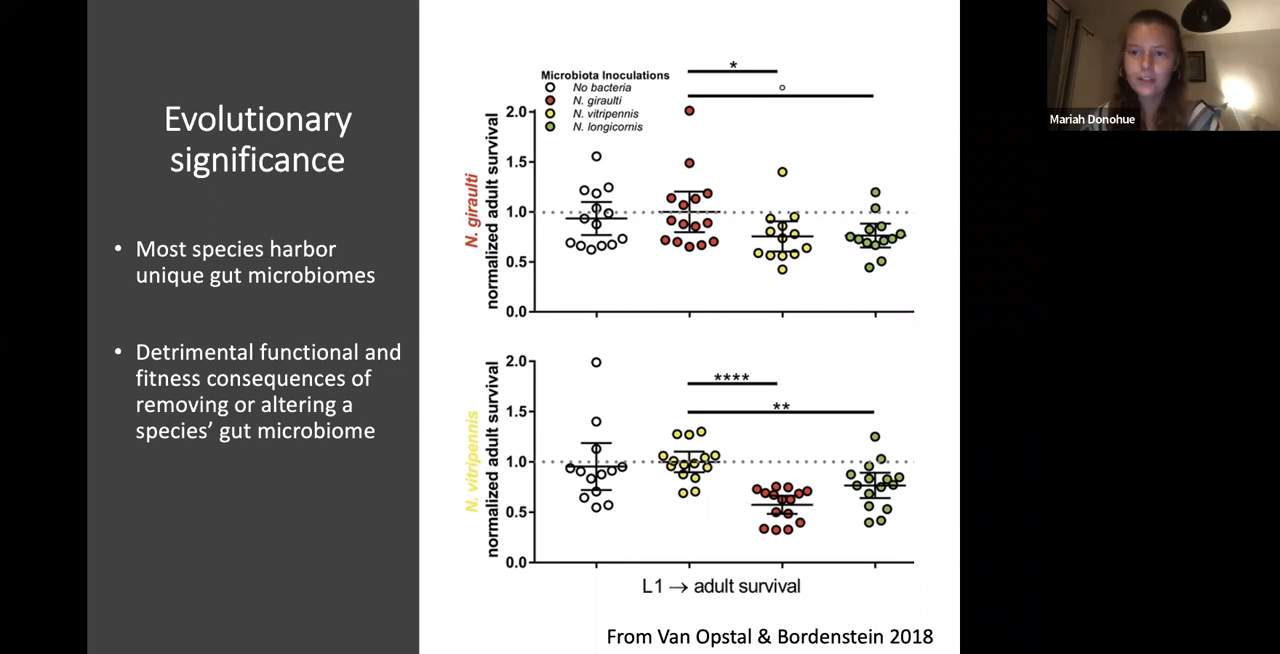 Evolutionary
significance
• Most species harbor
unique gut microbiomes
• Detrimental functional and
fitness consequences of
removing or altering a
species’ gut microbiome
Microbiota Inoculations
No bacteria
N. giraulti
N. vitripennis
N. longicornis
*
°
N. giraulti
normalized adult survival
2.0
1.5
1.0
0.5
0.0
****
**
N. vitripennis
normalized adult survival
2.0
1.5
1.0
0.5
0.0
L1 → adult survival
From Van Opstal & Bordenstein 2018
Mariah Donohue